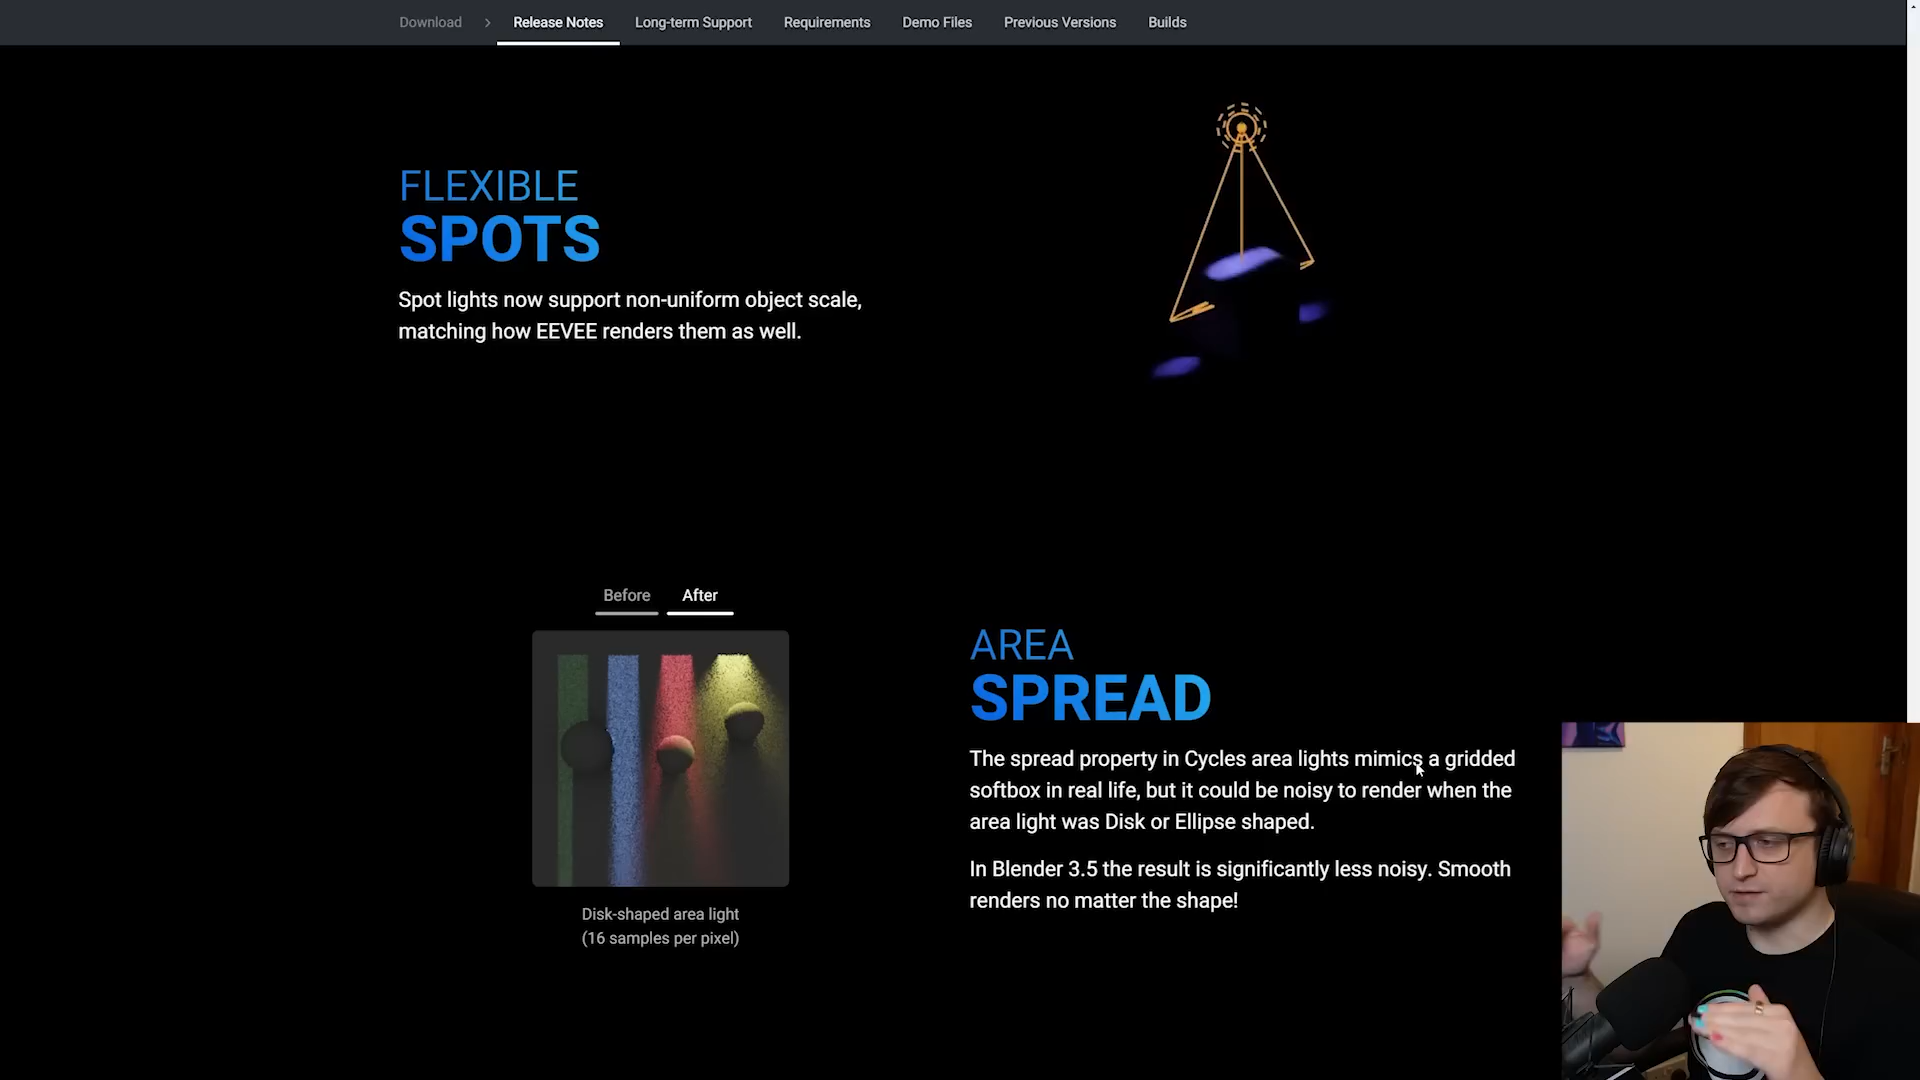 Download > Release Notes Long-term Support Requirements Demo Files Previous Versions Builds
FLEXIBLE
SPOTS
Spot lights now support non-uniform object scale,
matching how EEVEE renders them as well.
Before After
Disk-shaped area light
(16 samples per pixel)
AREA
SPREAD
The spread property in Cycles area lights mimics a gridded
softbox in real life, but it could be noisy to render when the
area light was Disk or Ellipse shaped.
In Blender 3.5 the result is significantly less noisy. Smooth
renders no matter the shape!